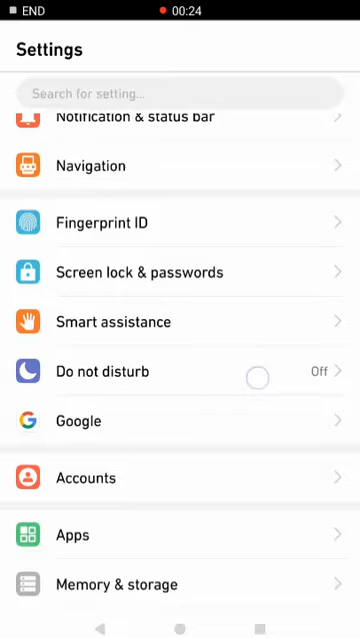 END
00:24
Settings
Search for setting...
Notification & status bar
Navigation
Fingerprint ID
Screen lock & passwords
Smart assistance
Do not disturb
Off
Google
Accounts
Apps
Memory & storage